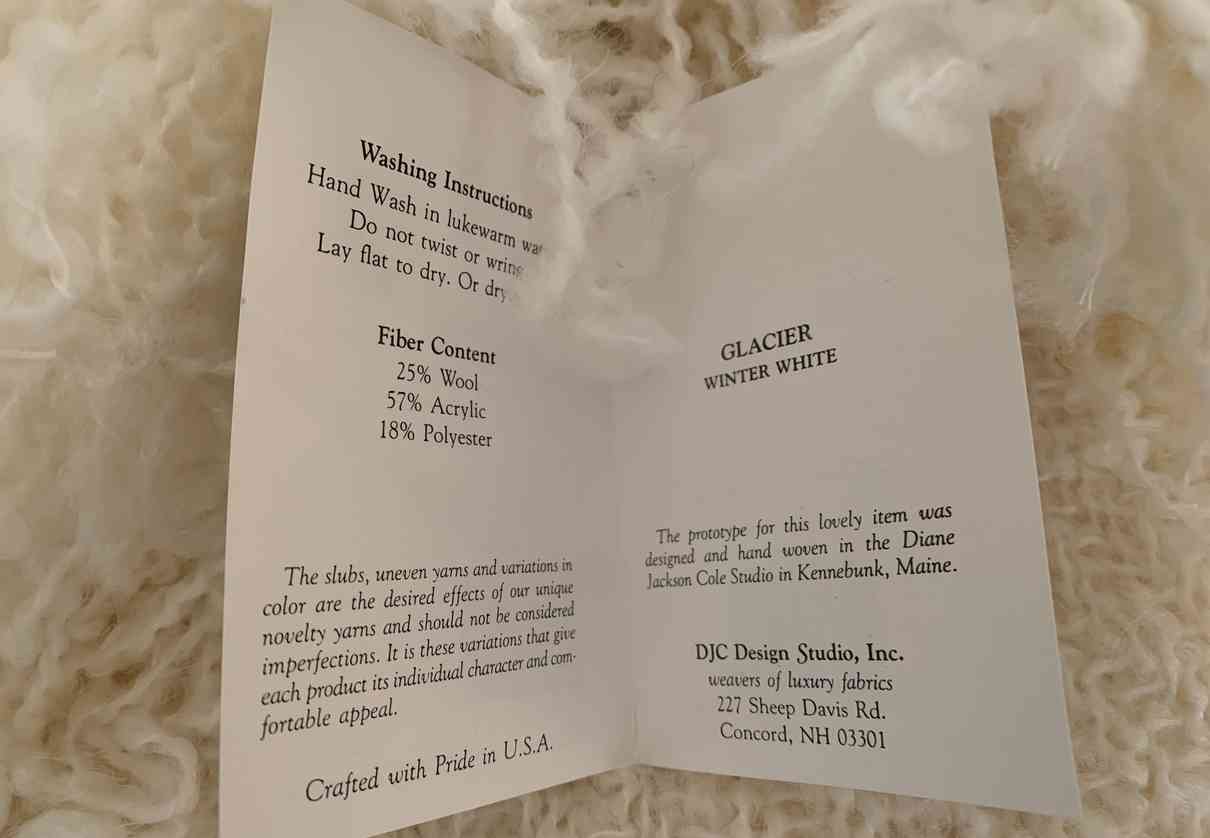 Washing Instructions
Hand Wash in lukewarm
Do not twist or wring
Lay flat to dry. Or dry
Fiber Content
25% Wool
57% Acrylic
18% Polyester
The slubs, uneven yarns and variations in
color are the desired effects of our unique
novelty yarns and should not be considered
imperfections. It is these variations that give
each product its individual character and com-
fortable appeal.
Crafted with Pride in U.S.A.
GLACIER
WINTER WHITE
The prototype for this lovely item was
designed and hand woven in the Diane
Jackson Cole Studio in Kennebunk, Maine.
DJC Design Studio, Inc.
weavers of luxury fabrics
227 Sheep Davis Rd.
Concord, NH 03301